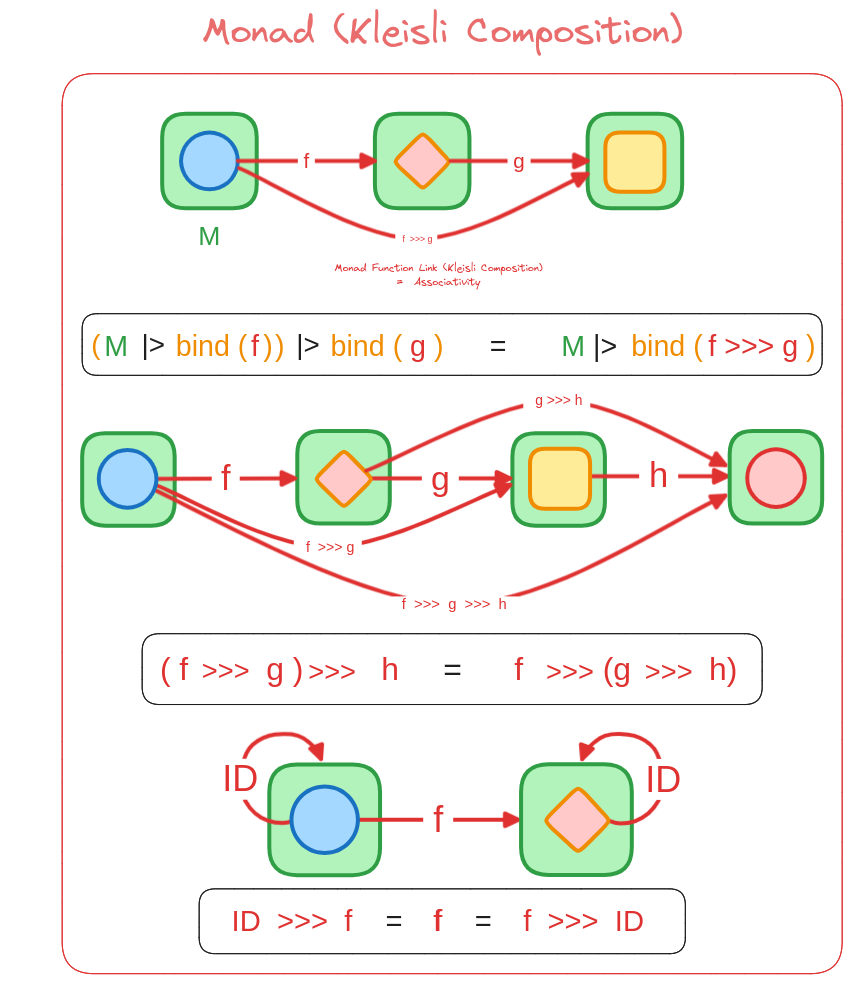 Monad (Kleisli Composition)
f
g
f >>> g
M
Monad Function Link (Kleisli Composition)
= Associativity
(M |> bind (f)) |> bind ( g ) = M |> bind ( f >>> g )
g >>> h
f
g
h
f >>> g
f >>> g >>> h
( f >>> g ) >>> h = f >>> (g >>> h)
ID
f
ID
ID >>> f = f = f >>> ID